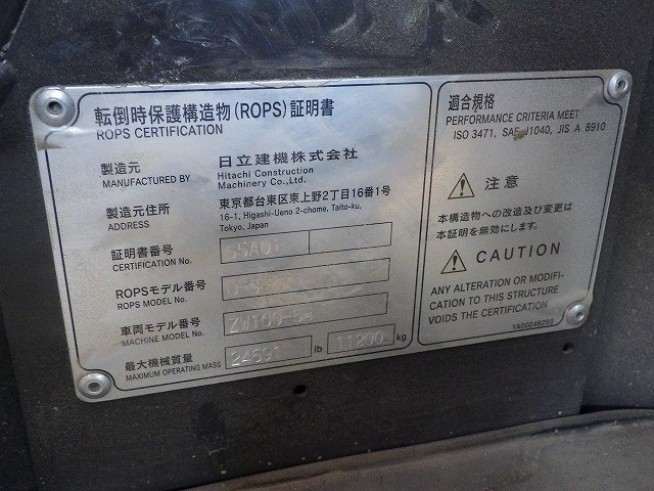 転倒時保護構造物(ROPS)証明書
ROPS CERTIFICATION
製造元
MANUFACTURED BY
日立建機株式会社
Hitachi Construction
Machinery Co., Ltd.
製造元住所
ADDRESS
東京都台東区東上野2丁目16番1号
16-1, Higashi-Ueno 2-chome, Taito-ku,
Tokyo, Japan
証明書番号
CERTIFICATION No.
S5A01
ROPSモデル番号
ROPS MODEL No.
車両モデル番号
MACHINE MODEL No.
ZW100-5B
最大機械質量
MAXIMUM OPERATING MASS
24691 lb 11200 kg
適合規格
PERFORMANCE CRITERIA MEET
ISO 3471, SAE J1040, JIS A 8910
注意
本構造物への改造及び変更は
本証明を無効にします。
CAUTION
ANY ALTERATION OR MODIFI-
CATION TO THIS STRUCTURE
VOIDS THE CERTIFICATION.
YA00048293